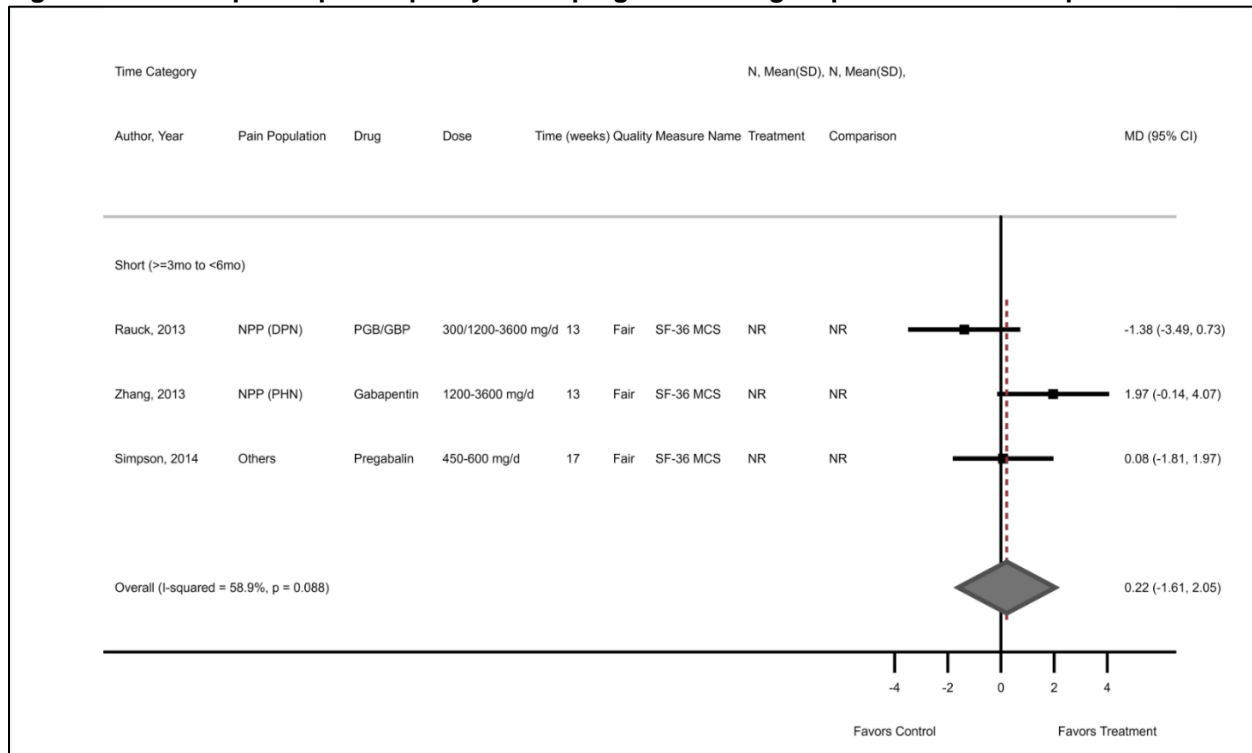 Time Category N, Mean(SD), N, Mean(SD),
Author, Year Pain Population Drug Dose Time (weeks) Quality Measure Name Treatment Comparison MD (95% CI)
Short (>=3mo to <6mo)
Rauck, 2013 NPP (DPN) PGB/GBP 300/1200-3600 mg/d 13 Fair SF-36 MCS NR NR -1.38 (-3.49, 0.73)
Zhang, 2013 NPP (PHN) Gabapentin 1200-3600 mg/d 13 Fair SF-36 MCS NR NR 1.97 (-0.14, 4.07)
Simpson, 2014 Others Pregabalin 450-600 mg/d 17 Fair SF-36 MCS NR NR 0.08 (-1.81, 1.97)
Overall (I-squared = 58.9%, p = 0.088) 0.22 (-1.61, 2.05)
-4 -2 0 2 4
Favors Control Favors Treatment